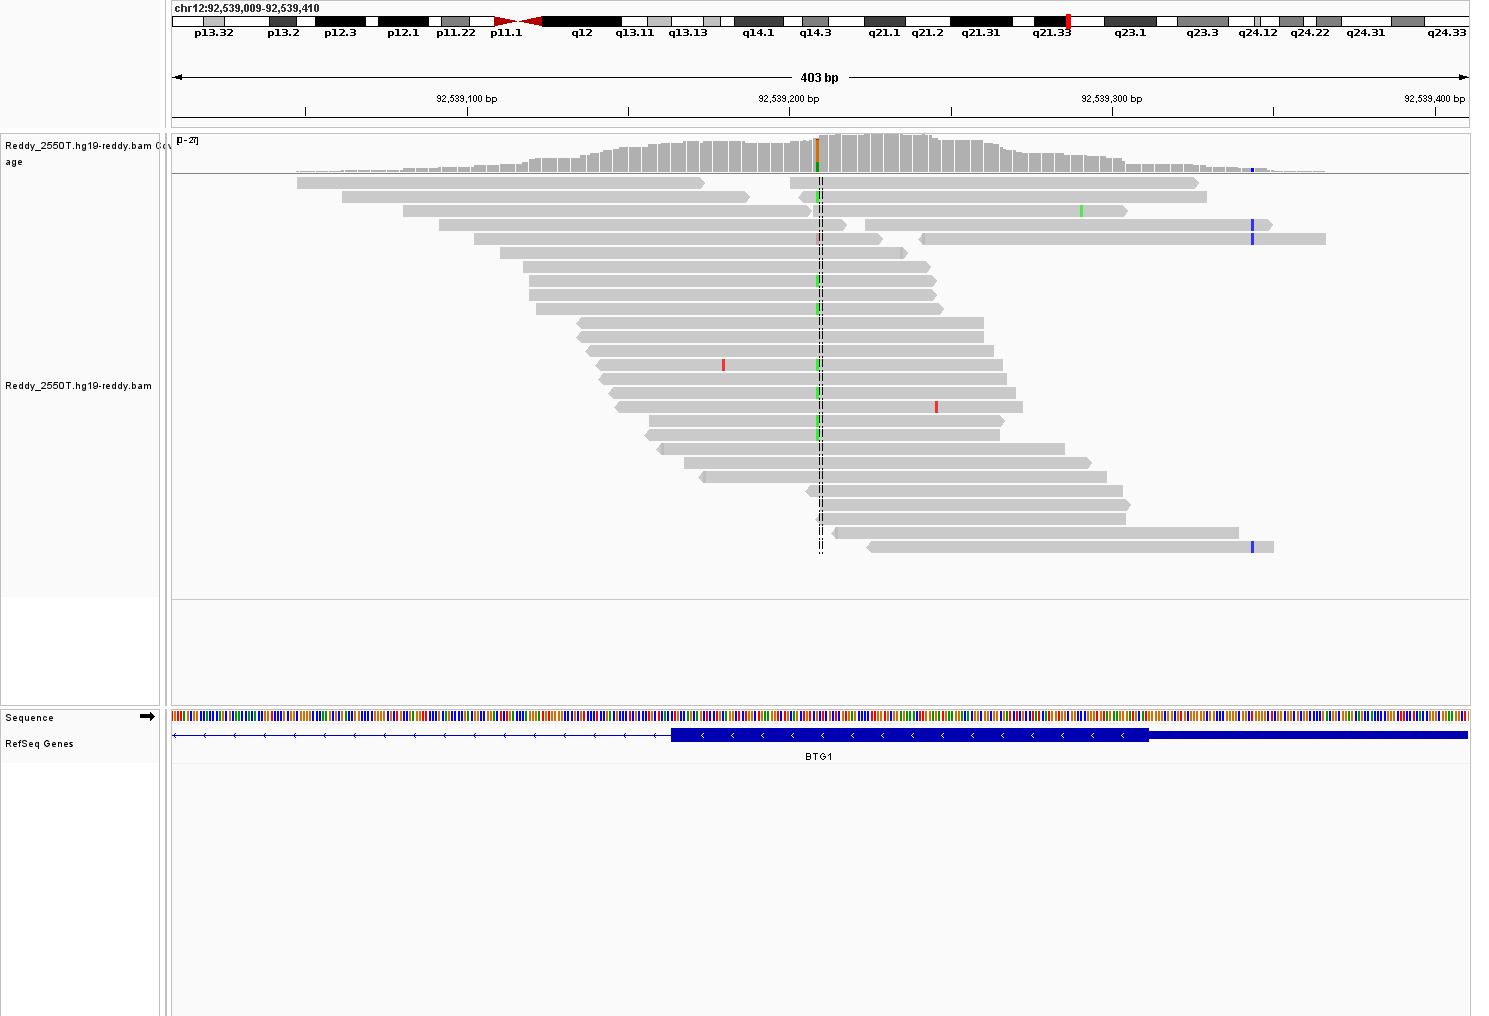 chr12:92,539,009-92,539,410
p13.32 p13.2 p12.3 p12.1 p11.22 p11.1 q12 q13.11 q13.13 q14.1 q14.3 q21.1 q21.2 q21.31 q21.33 q23.1 q23.3 q24.12 q24.22 q24.31 q24.33
403 bp
92,539,100 bp 92,539,200 bp 92,539,300 bp 92,539,400 bp
[0 - 27]
Reddy_2550T.hg19-reddy.bam Cov
age
Reddy_2550T.hg19-reddy.bam
Sequence
RefSeq Genes
BTG1